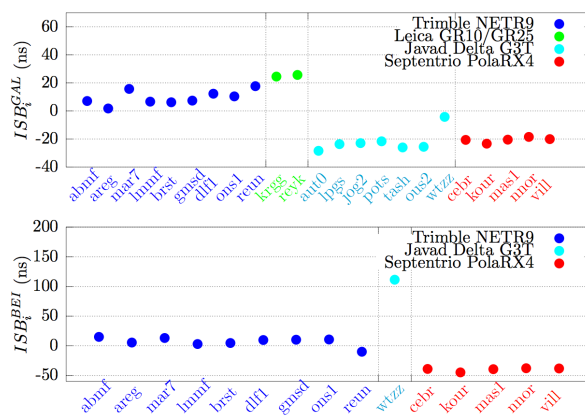 60
40
20
0
-20
-40
ISB_i^{GAL} (ns)
Trimble NETR9
Leica GR10/GR25
Javad Delta G3T
Septentrio PolaRX4
abmf areg mar7 lmmf brst gmsd dlf1 ons1 reun krgg reyk aut0 lpgs jog2 pots tash ous2 wtzz cebr kour mas1 nnor vill
200
150
100
50
0
-50
ISB_i^{BEI} (ns)
Trimble NETR9
Javad Delta G3T
Septentrio PolaRX4
abmf areg mar7 lmmf brst dlf1 gmsd ons1 reun wtzz cebr kour mas1 nnor vill